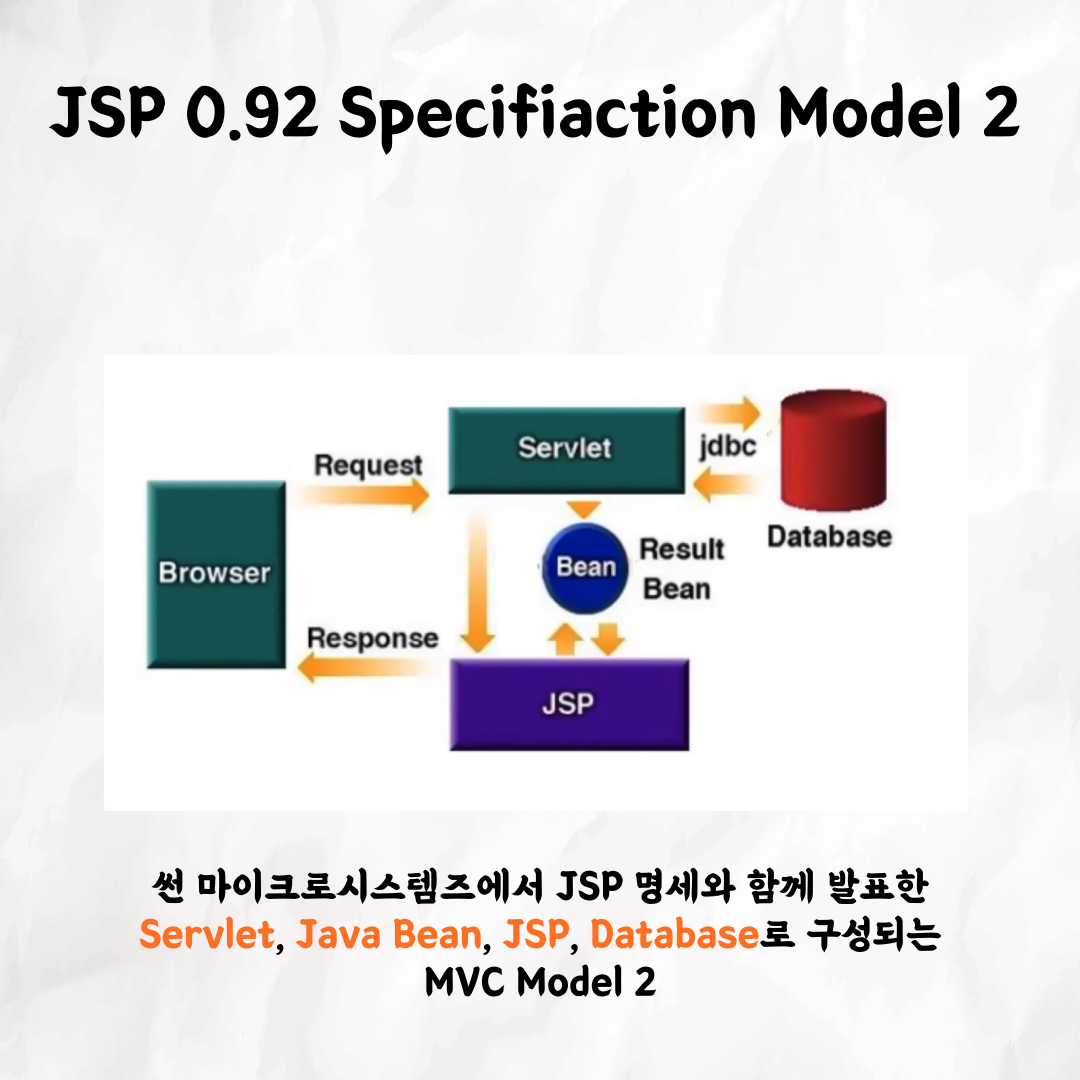 JSP 0.92 Specifiaction Model 2
Request
Servlet
jdbc
Database
Browser
Bean
Result
Bean
Response
JSP
썬 마이크로시스템즈에서 JSP 명세와 함께 발표한
Servlet, Java Bean, JSP, Database로 구성되는
MVC Model 2